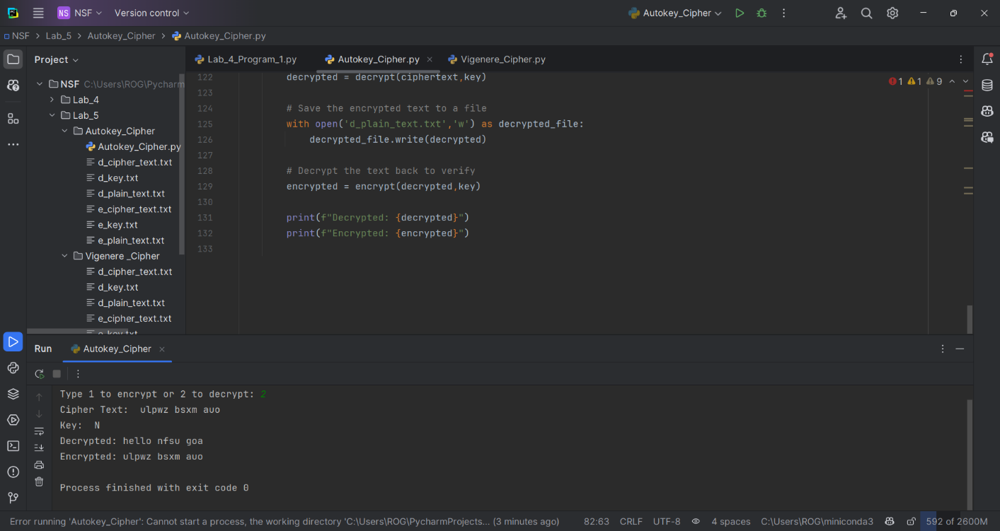 NS NSF Version control Autokey_Cipher
NSF > Lab_5 > Autokey_Cipher > Autokey_Cipher.py
Project
Lab_4_Program_1.py Autokey_Cipher.py Vigenere_Cipher.py
NSF C:\Users\ROG\Pycharm
Lab_4
Lab_5
Autokey_Cipher
Autokey_Cipher.py
d_cipher_text.txt
d_key.txt
d_plain_text.txt
e_cipher_text.txt
e_key.txt
e_plain_text.txt
Vigenere _Cipher
d_cipher_text.txt
d_key.txt
d_plain_text.txt
e_cipher_text.txt
e_key.txt
1 1 9
122 decrypted = decrypt(ciphertext,key)
123
124 # Save the encrypted text to a file
125 with open('d_plain_text.txt','w') as decrypted_file:
126 decrypted_file.write(decrypted)
127
128 # Decrypt the text back to verify
129 encrypted = encrypt(decrypted,key)
130
131 print(f"Decrypted: {decrypted}")
132 print(f"Encrypted: {encrypted}")
133
Run Autokey_Cipher
Type 1 to encrypt or 2 to decrypt: 2
Cipher Text:  ulpwz bsxm auo
Key:  N
Decrypted: hello nfsu goa
Encrypted: ulpwz bsxm auo
Process finished with exit code 0
Error running 'Autokey_Cipher': Cannot start a process, the working directory 'C:\Users\ROG\PycharmProjects... (3 minutes ago) 82:63 CRLF UTF-8 4 spaces C:\Users\ROG\miniconda3 592 of 2600M